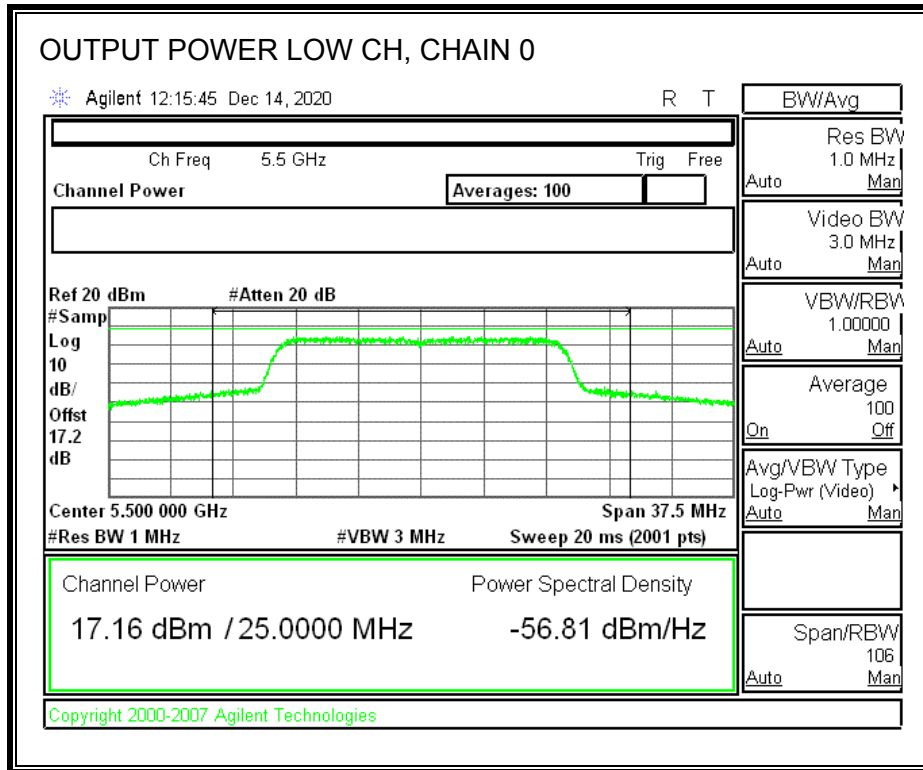 OUTPUT POWER LOW CH, CHAIN 0
Agilent 12:15:45 Dec 14, 2020
R T
Ch Freq 5.5 GHz
Trig Free
Channel Power
Averages: 100
Ref 20 dBm
#Atten 20 dB
#Samp
Log
10
dB/
Offst
17.2
dB
Center 5.500 000 GHz
Span 37.5 MHz
#Res BW 1 MHz
#VBW 3 MHz
Sweep 20 ms (2001 pts)
Channel Power
Power Spectral Density
17.16 dBm / 25.0000 MHz
-56.81 dBm/Hz
Copyright 2000-2007 Agilent Technologies
BW/Avg
Res BW
1.0 MHz
Auto Man
Video BW
3.0 MHz
Auto Man
VBW/RBW
1.00000
Auto Man
Average
100
On Off
Avg/VBW Type
Log-Pwr (Video)
Auto Man
Span/RBW
106
Auto Man